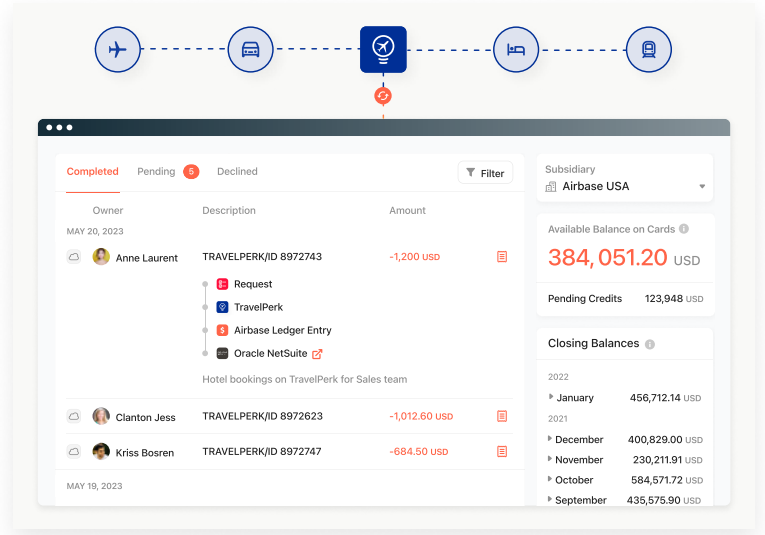 Completed Pending 5 Declined Filter
Owner Description Amount
MAY 20, 2023
Anne Laurent TRAVELPERK/ID 8972743 -1,200 USD
Request
TravelPerk
$ Airbase Ledger Entry
Oracle NetSuite
Hotel bookings on TravelPerk for Sales team
Clanton Jess TRAVELPERK/ID 8972623 -1,012.60 USD
Kriss Bosren TRAVELPERK/ID 8972747 -684.50 USD
MAY 19, 2023
Subsidiary
Airbase USA
Available Balance on Cards
384,051.20 USD
Pending Credits 123,948 USD
Closing Balances
2022
January 456,712.14 USD
2021
December 400,829.00 USD
November 230,211.91 USD
October 584,571.72 USD
September 435,575.90 USD